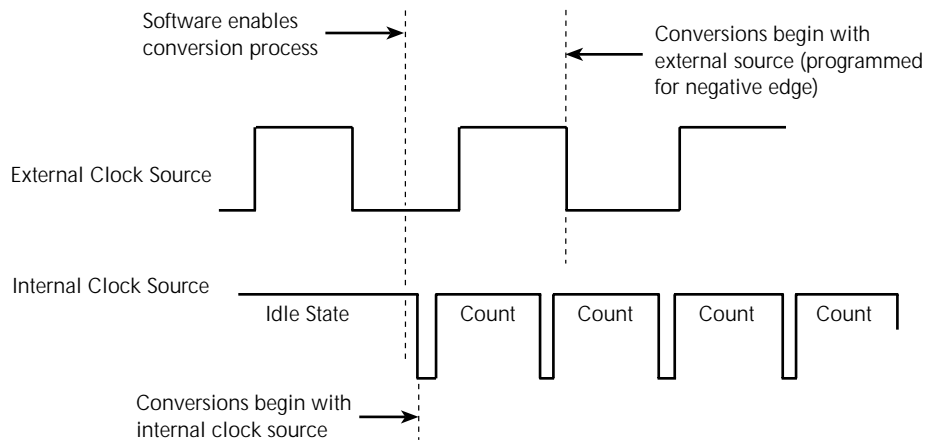 Software enables
conversion process
Conversions begin with
external source (programmed
for negative edge)
External Clock Source
Internal Clock Source
Idle State
Count
Count
Count
Count
Conversions begin with
internal clock source